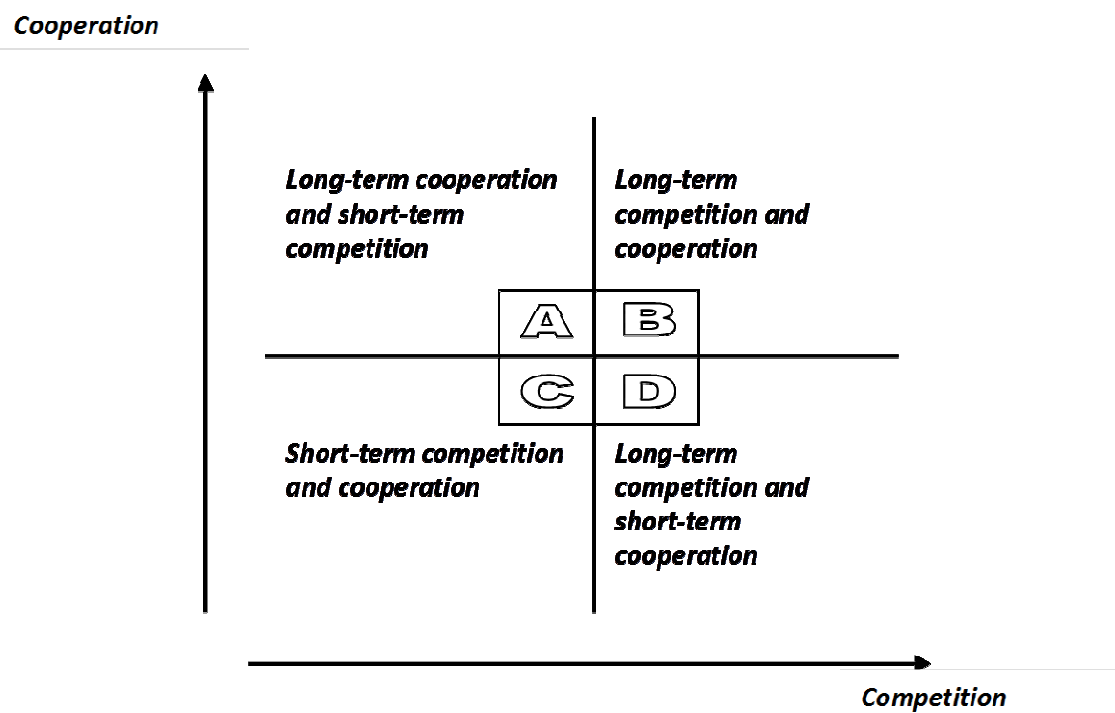 Cooperation
Long-term cooperation
and short-term
competition
Long-term
competition and
cooperation
A
B
C
D
Short-term competition
and cooperation
Long-term
competition and
short-term
cooperation
Competition